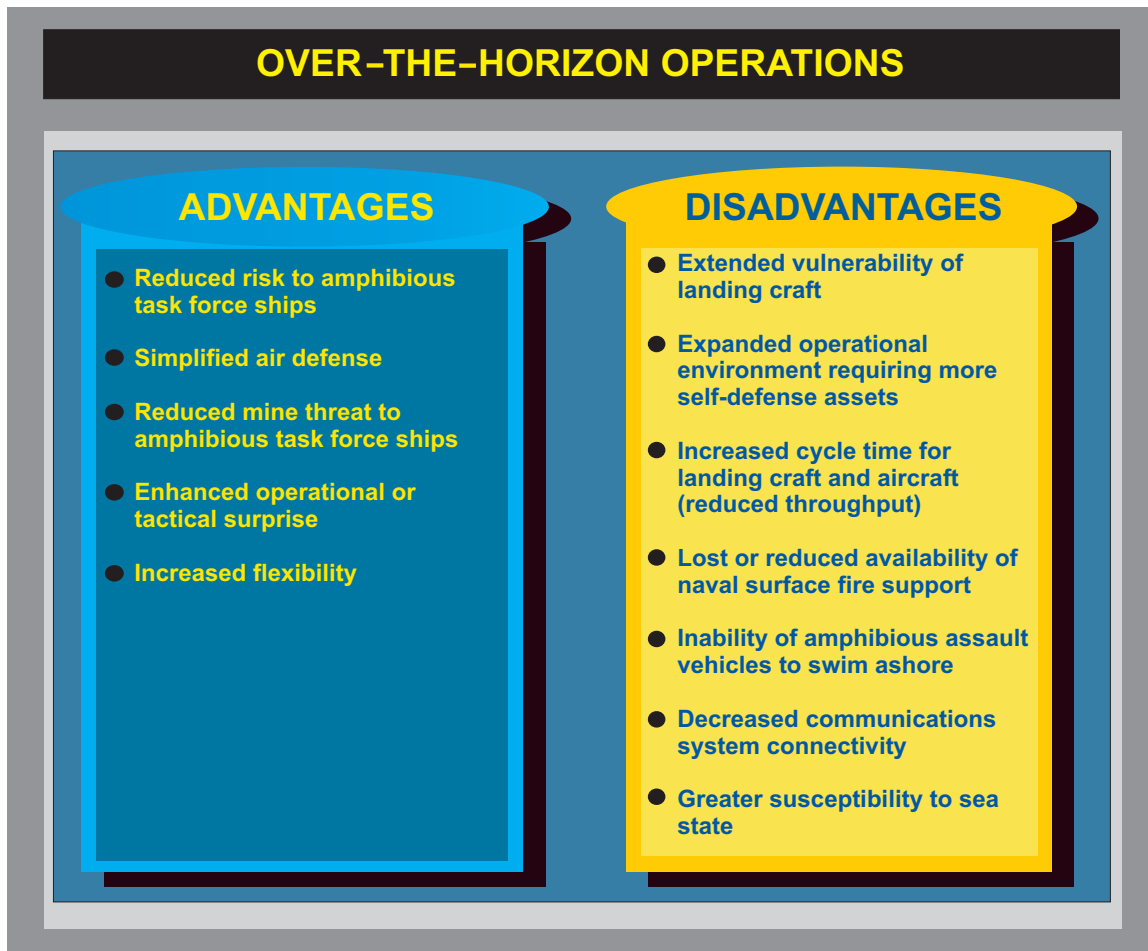 OVER-THE-HORIZON OPERATIONS
ADVANTAGES
● Reduced risk to amphibious
task force ships
● Simplified air defense
● Reduced mine threat to
amphibious task force ships
● Enhanced operational or
tactical surprise
● Increased flexibility
DISADVANTAGES
● Extended vulnerability of
landing craft
● Expanded operational
environment requiring more
self-defense assets
● Increased cycle time for
landing craft and aircraft
(reduced throughput)
● Lost or reduced availability of
naval surface fire support
● Inability of amphibious assault
vehicles to swim ashore
● Decreased communications
system connectivity
● Greater susceptibility to sea
state